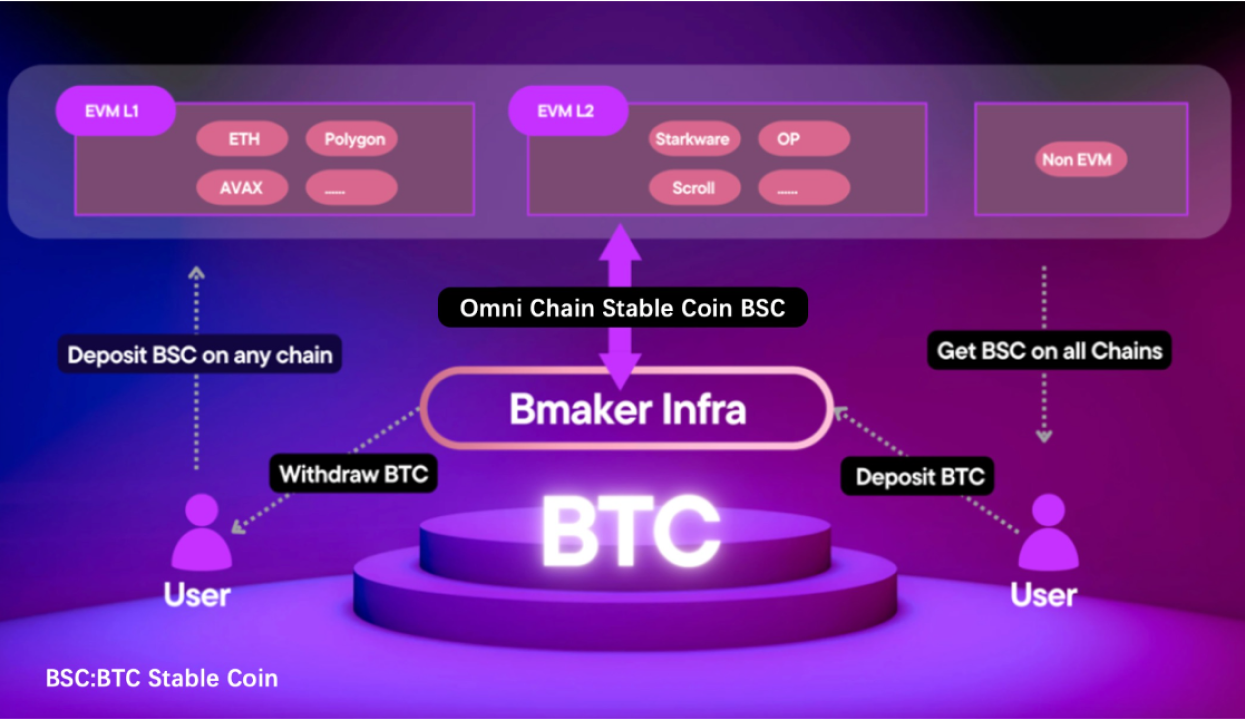 EVM L1
ETH
Polygon
AVAX
.....
EVM L2
Starkware
OP
Scroll
......
Non EVM
Omni Chain Stable Coin BSC
Deposit BSC on any chain
Get BSC on all Chains
Bmaker Infra
Withdraw BTC
Deposit BTC
BTC
User
User
BSC:BTC Stable Coin